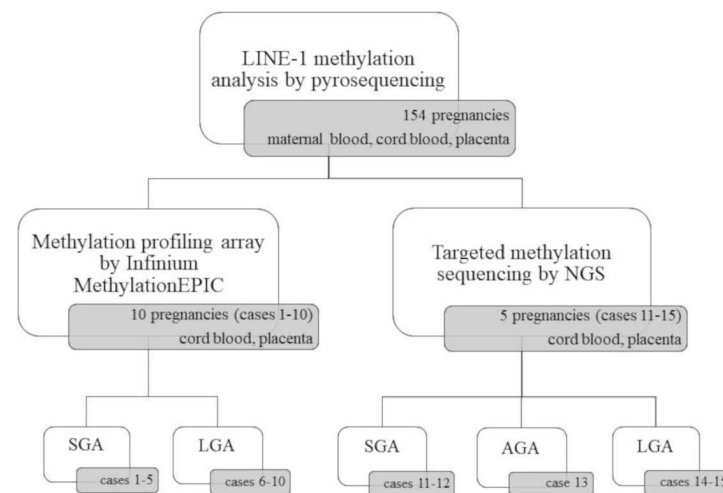 LINE-1 methylation
analysis by pyrosequencing
154 pregnancies
maternal blood, cord blood, placenta
Methylation profiling array
by Infinium
MethylationEPIC
10 pregnancies (cases 1-10)
cord blood, placenta
Targeted methylation
sequencing by NGS
5 pregnancies (cases 11-15)
cord blood, placenta
SGA
cases 1-5
LGA
cases 6-10
SGA
cases 11-12
AGA
case 13
LGA
cases